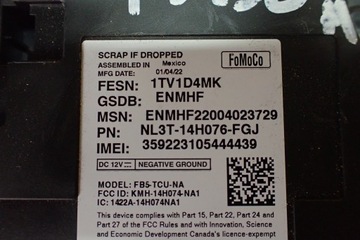 SCRAP IF DROPPED
ASSEMBLED IN Mexico
MFG DATE: 01/04/22
FoMoCo
FESN: 1TV1D4MK
GSDB: ENMHF
MSN: ENMHF22004023729
PN: NL3T-14H076-FGJ
IMEI: 359223105444439
DC 12V NEGATIVE GROUND
MODEL: FB5-TCU-NA
FCC ID: KMH-14H074-NA1
IC: 1422A-14H074NA1
This device complies with Part 15, Part 22, Part 24 and
Part 27 of the FCC Rules and with Innovation, Science
and Economic Development Canada's licence-exempt